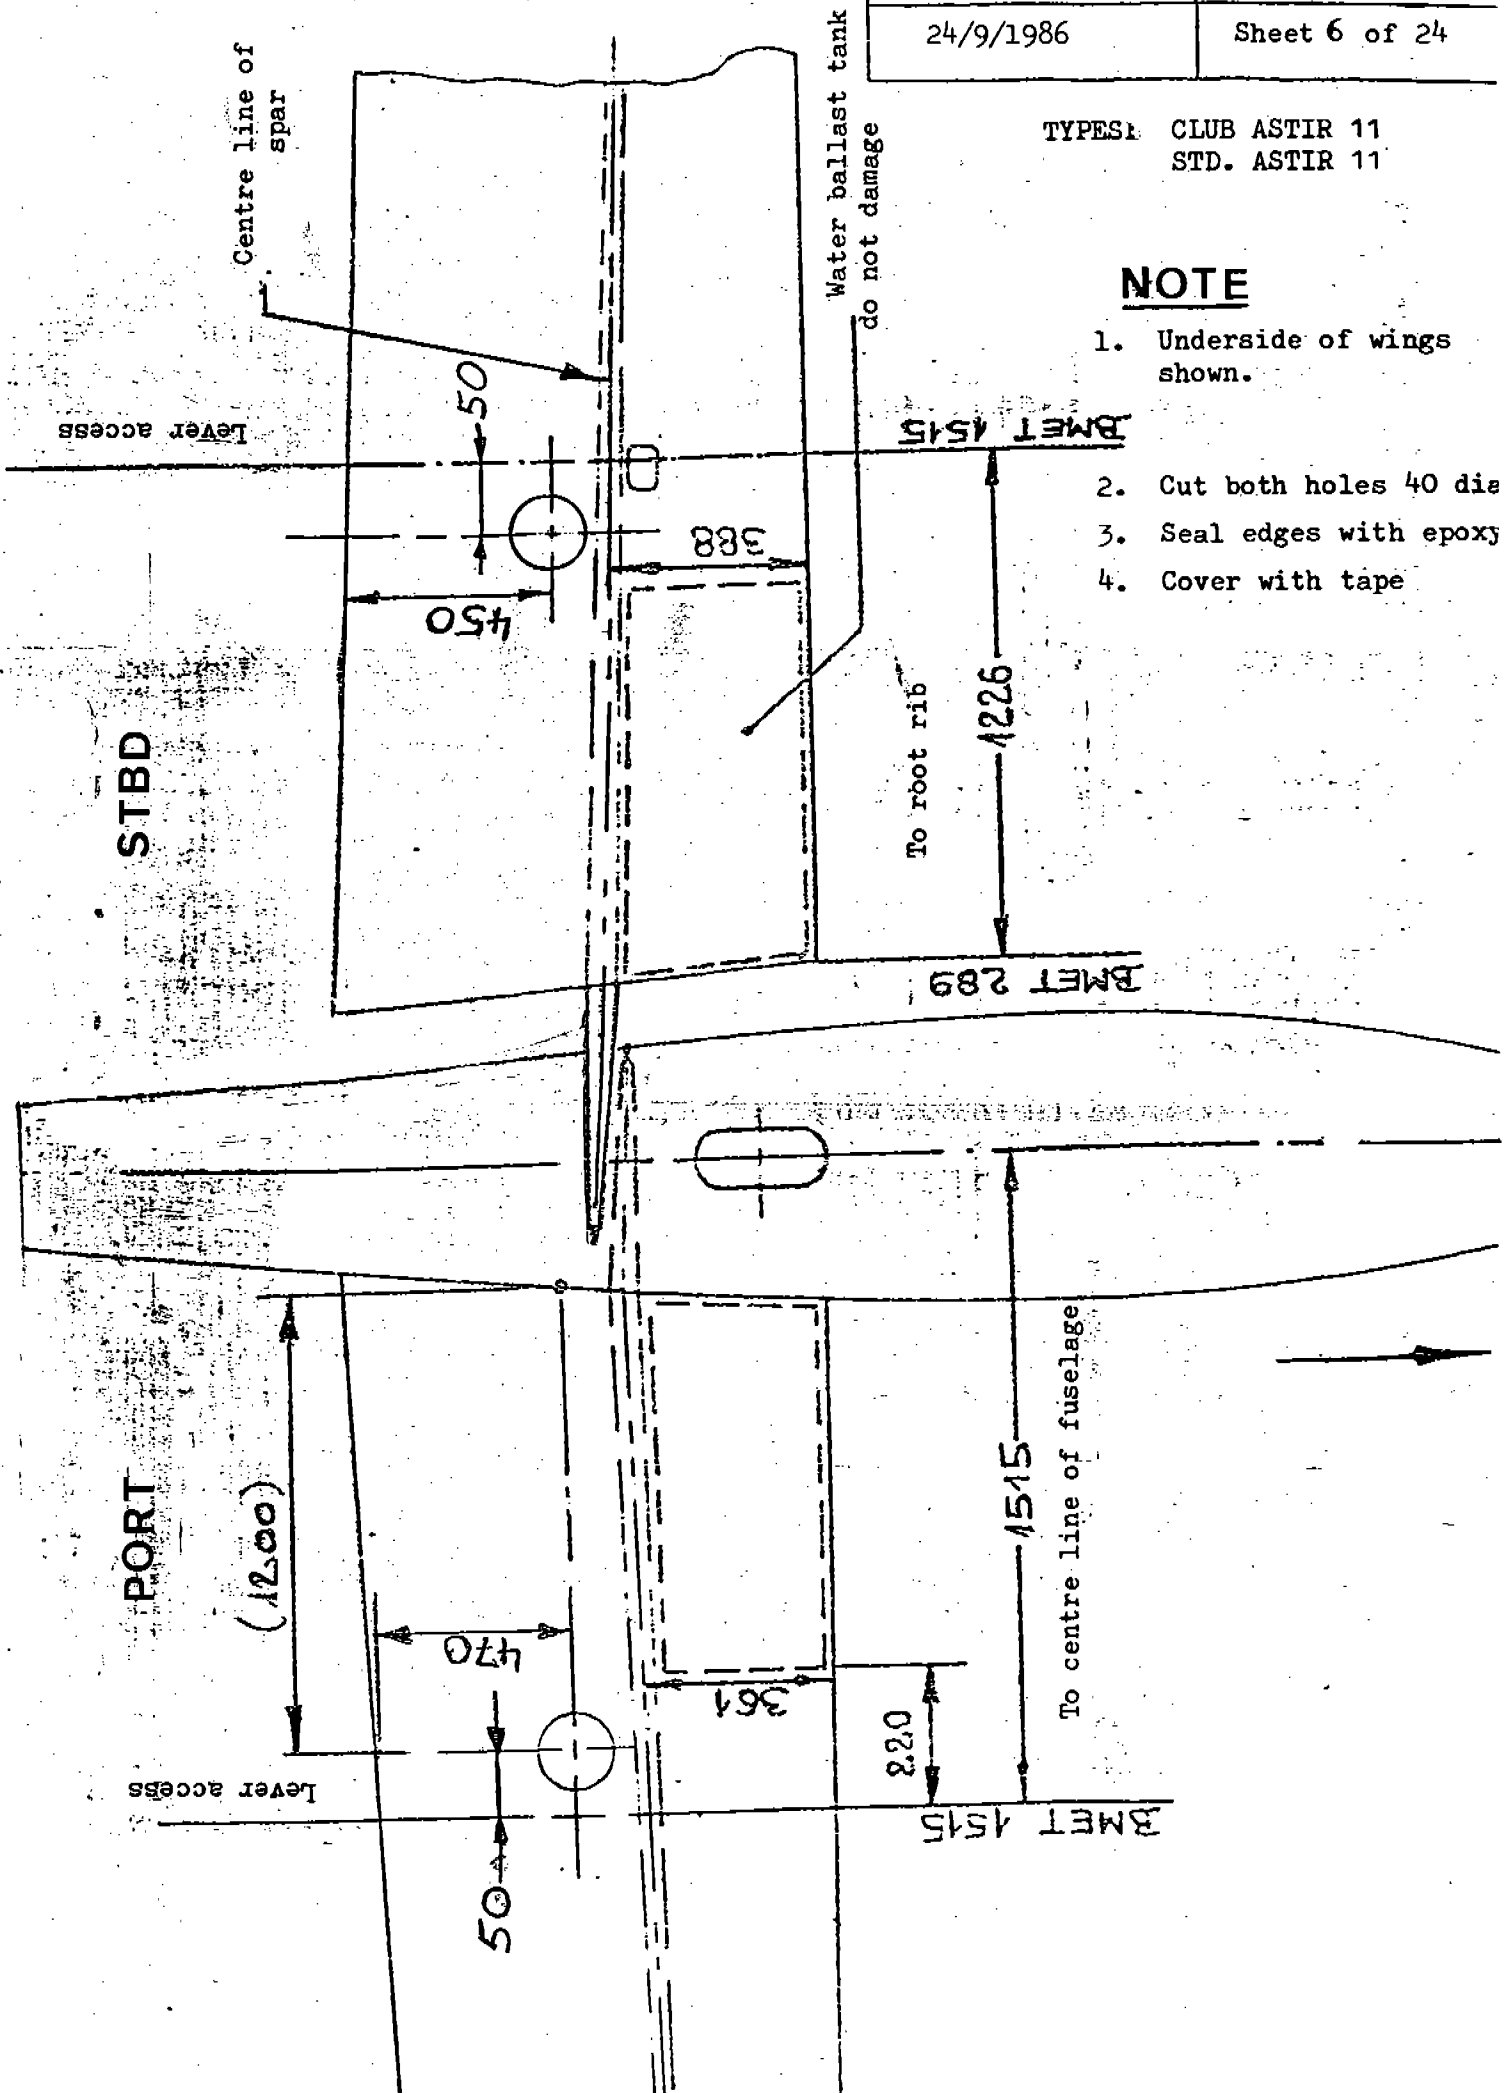 24/9/1986
Sheet 6 of 24
TYPES: CLUB ASTIR 11
STD. ASTIR 11
NOTE
1. Underside of wings
shown.
2. Cut both holes 40 dia
3. Seal edges with epoxy
4. Cover with tape
Centre line of
spar
Water ballast tank
do not damage
Lever access
50
BMET 1515
388
450
STBD
To root rib
1226
BMET 289
PORT
(1200)
470
To centre line of fuselage
1515
361
220
Lever access
50
BMET 1515